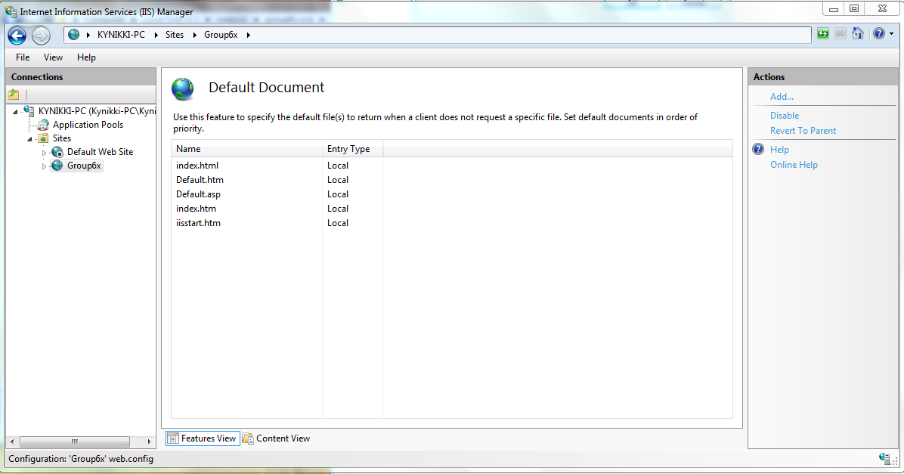 Internet Information Services (IIS) Manager
KYNIKKI-PC Sites Group6x
File View Help
Connections
KYNIKKI-PC (Kynikki-PC\Kyni
Application Pools
Sites
Default Web Site
Group6x
Default Document
Use this feature to specify the default file(s) to return when a client does not request a specific file. Set default documents in order of
priority.
Name Entry Type
index.html Local
Default.htm Local
Default.asp Local
index.htm Local
iisstart.htm Local
Features View Content View
Actions
Add...
Disable
Revert To Parent
Help
Online Help
Configuration: 'Group6x' web.config